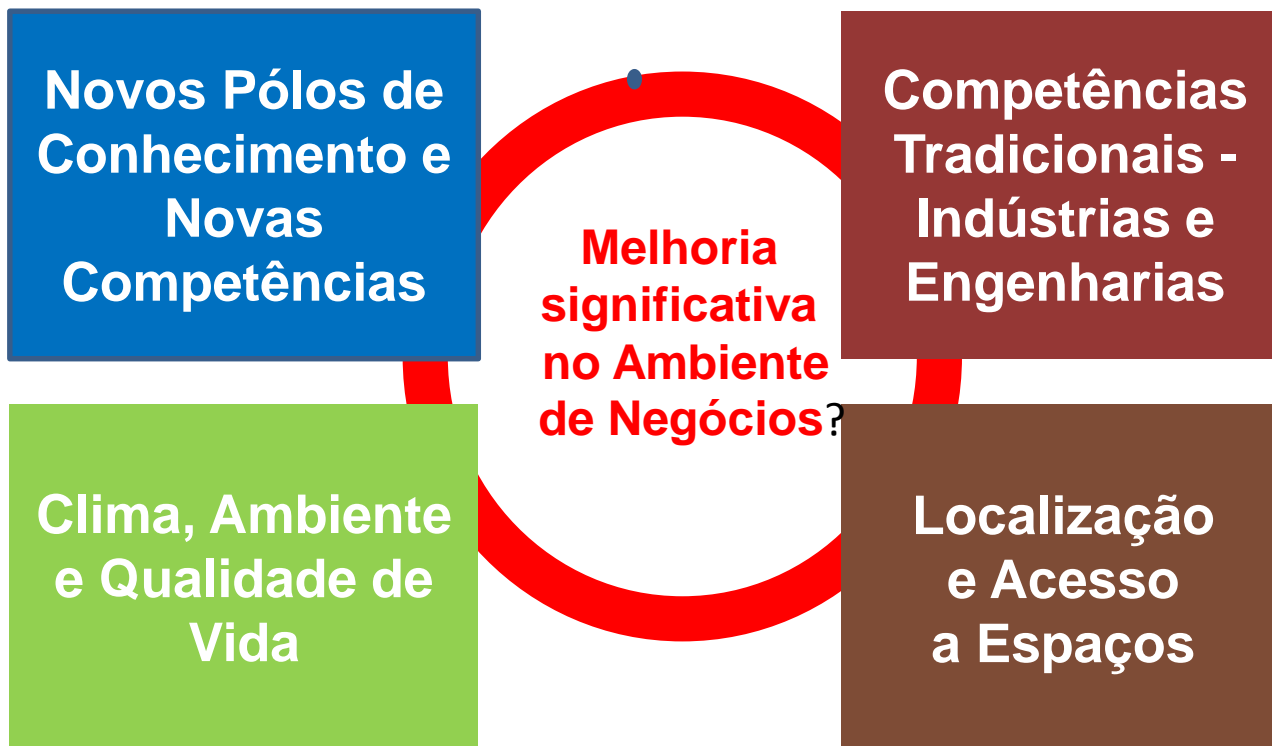 Novos Pólos de
Conhecimento e
Novas
Competências
Competências
Tradicionais -
Indústrias e
Engenharias
Melhoria
significativa
no Ambiente
de Negócios?
Clima, Ambiente
e Qualidade de
Vida
Localização
e Acesso
a Espaços